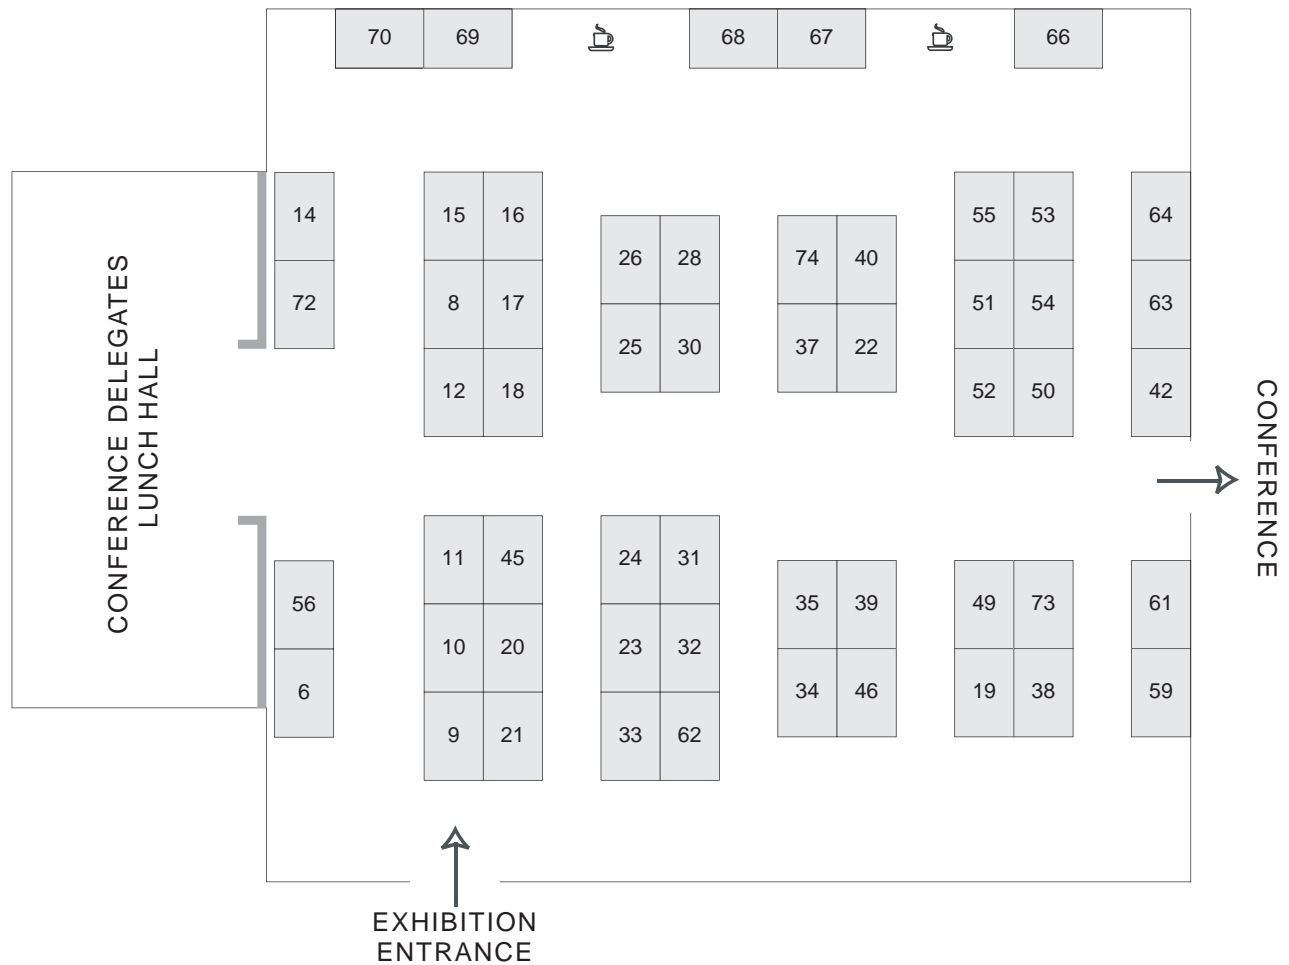 70 69 68 67 66
14 15 16 55 53 64
26 28 74 40
72 8 17 51 54 63
25 30 37 22
12 18 52 50 42
CONFERENCE DELEGATES
LUNCH HALL
CONFERENCE
11 45 24 31
56 35 39 49 73 61
10 20 23 32
6 34 46 19 38 59
9 21 33 62
EXHIBITION
ENTRANCE